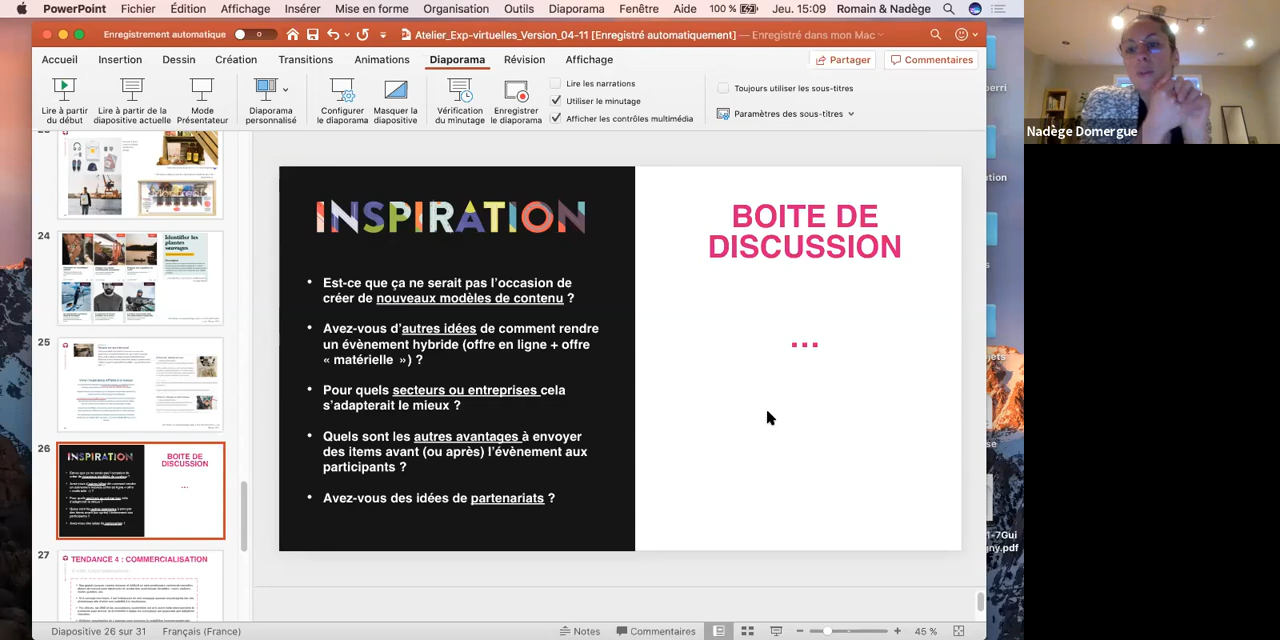 PowerPoint Fichier Édition Affichage Insérer Mise en forme Organisation Outils Diaporama Fenêtre Aide 100 % Jeu. 15:09 Romain & Nadège
Enregistrement automatique Atelier_Exp-virtuelles_Version_04-11 [Enregistré automatiquement] — Enregistré dans mon Mac
Accueil Insertion Dessin Création Transitions Animations Diaporama Révision Affichage Partager Commentaires
Lire à partir du début
Lire à partir de la diapositive actuelle
Mode Présentateur
Diaporama personnalisé
Configurer le diaporama
Masquer la diapositive
Vérification du minutage
Enregistrer le diaporama
Lire les narrations
Utiliser le minutage
Afficher les contrôles multimédia
Toujours utiliser les sous-titres
Paramètres des sous-titres
Nadège Domergue
24
Identifier les
plantes
sauvages
25
26
INSPIRATION
BOITE DE
DISCUSSION
...
27
TENDANCE 4 : COMMERCIALISATION
INSPIRATION
• Est-ce que ça ne serait pas l’occasion de
créer de nouveaux modèles de contenu ?
• Avez-vous d’autres idées de comment rendre
un évènement hybride (offre en ligne + offre
« matérielle ») ?
• Pour quels secteurs ou entreprises cela
s’adapterait le mieux ?
• Quels sont les autres avantages à envoyer
des items avant (ou après) l’évènement aux
participants ?
• Avez-vous des idées de partenariats ?
BOITE DE
DISCUSSION
...
1-7Gui
gny.pdf
Diapositive 26 sur 31 Français (France) Notes Commentaires 45 %